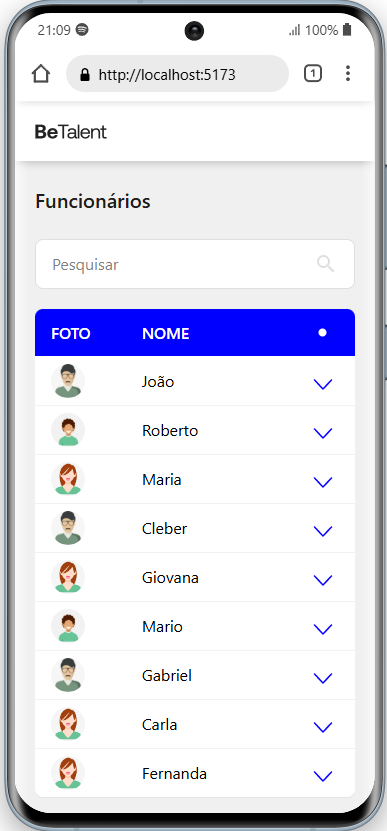 21:09 100%
http://localhost:5173 1
BeTalent
Funcionários
Pesquisar
FOTO NOME
João
Roberto
Maria
Cleber
Giovana
Mario
Gabriel
Carla
Fernanda